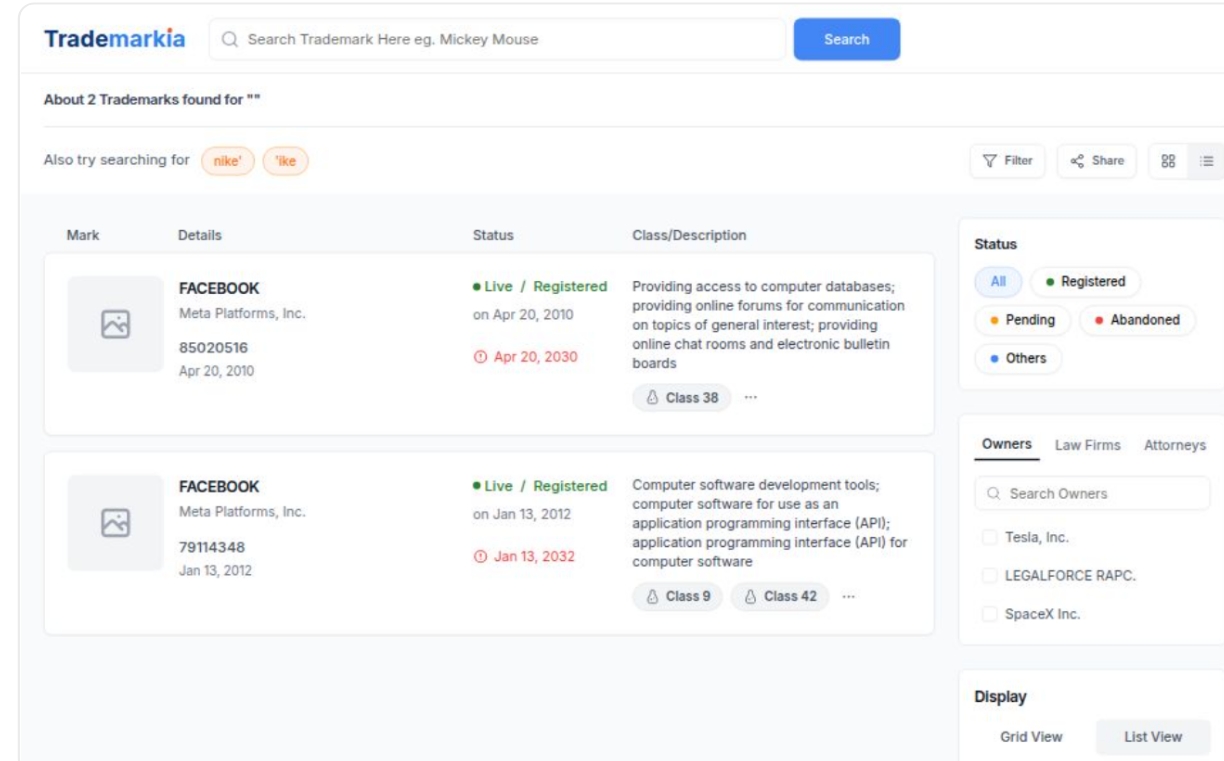 Trademarkia
Search Trademark Here eg. Mickey Mouse
Search
About 2 Trademarks found for ""
Also try searching for nike' 'ike
Filter Share
Mark Details Status Class/Description
FACEBOOK
Meta Platforms, Inc.
85020516
Apr 20, 2010
Live / Registered
on Apr 20, 2010
Apr 20, 2030
Providing access to computer databases;
providing online forums for communication
on topics of general interest; providing
online chat rooms and electronic bulletin
boards
Class 38 ...
FACEBOOK
Meta Platforms, Inc.
79114348
Jan 13, 2012
Live / Registered
on Jan 13, 2012
Jan 13, 2032
Computer software development tools;
computer software for use as an
application programming interface (API);
application programming interface (API) for
computer software
Class 9 Class 42 ...
Status
All Registered
Pending Abandoned
Others
Owners Law Firms Attorneys
Search Owners
Tesla, Inc.
LEGALFORCE RAPC.
SpaceX Inc.
Display
Grid View List View